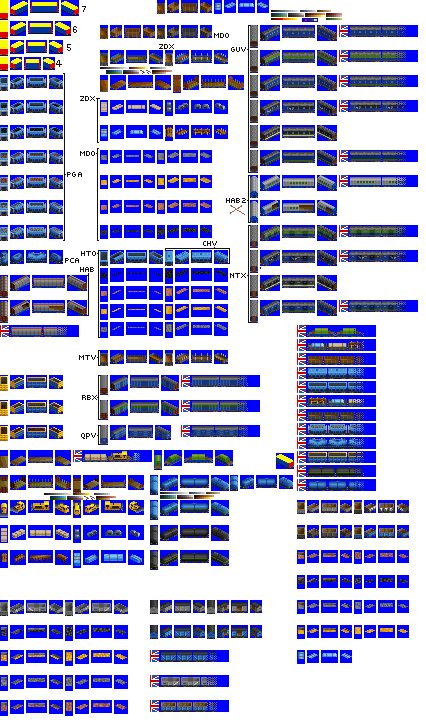 7
MDO
6
ZDX
GUV
5
4
ZDX
MDO
PGA
HAB2
CHV
HTO
PCA
HAB
NTX
MTV
RBX
QPV